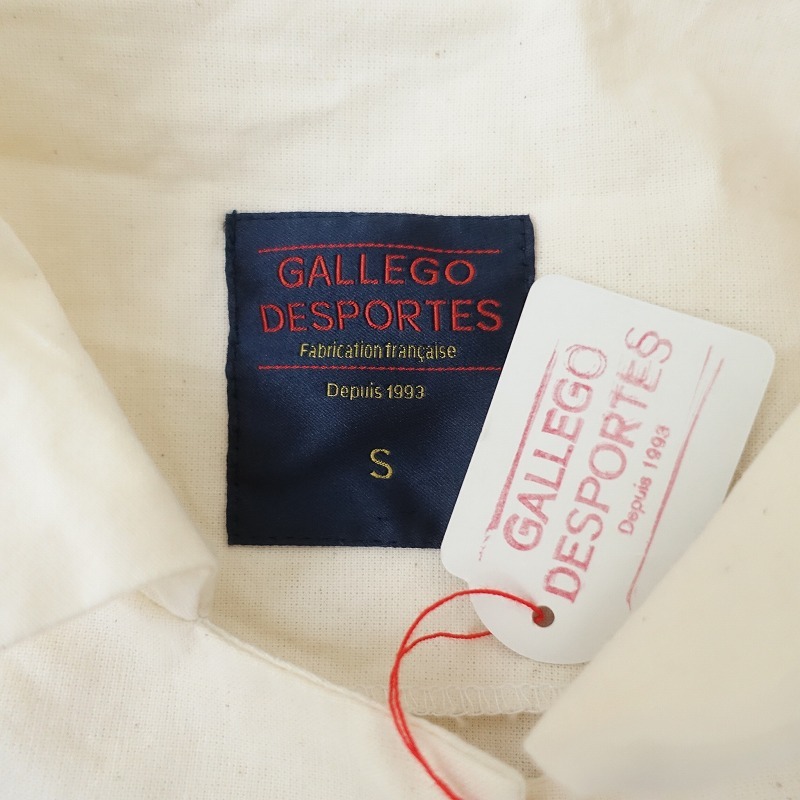 GALLEGO
DESPORTES
Fabrication française
Depuis 1993
S
GALLEGO
DESPORTES
Depuis 1993